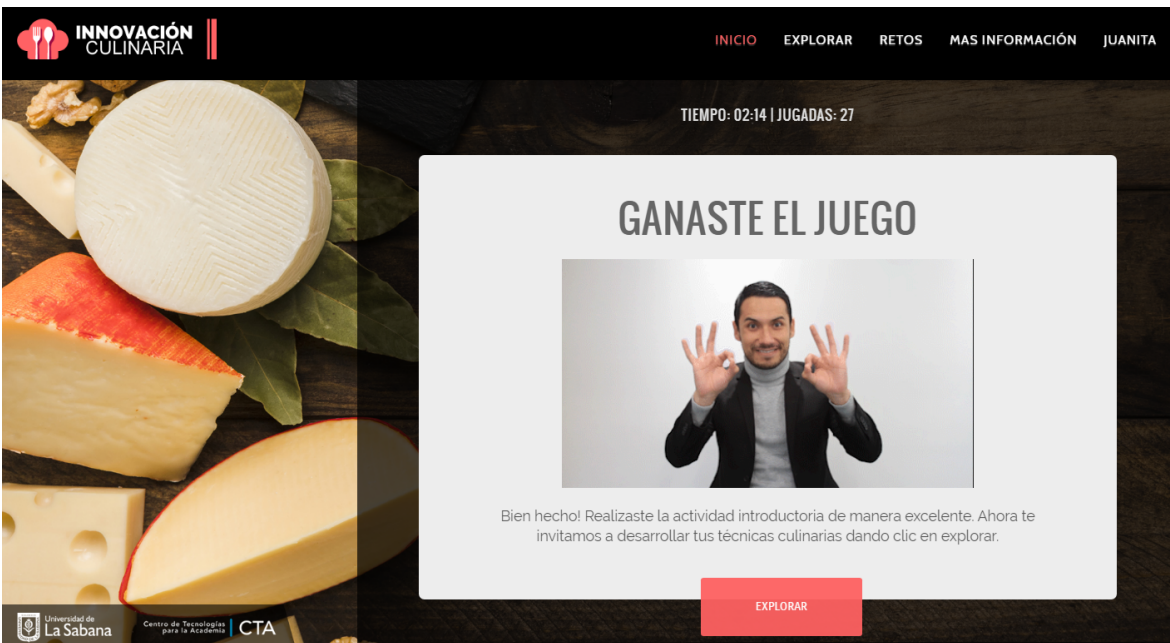 INNOVACIÓN
CULINARIA
INICIO EXPLORAR RETOS MAS INFORMACIÓN JUANITA
TIEMPO: 02:14 | JUGADAS: 27
GANASTE EL JUEGO
Bien hecho! Realizaste la actividad introductoria de manera excelente. Ahora te
invitamos a desarrollar tus técnicas culinarias dando clic en explorar.
EXPLORAR
Universidad de
La Sabana
Centro de Tecnologías
para la Academia
CTA